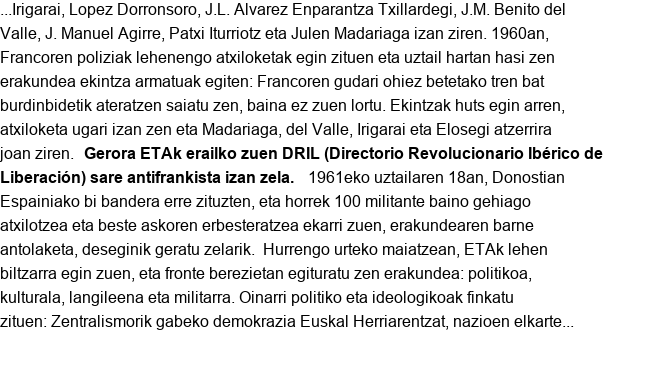 ...Irigarai, Lopez Dorronsoro, J.L. Alvarez Enparantza Txillardegi, J.M. Benito del
Valle, J. Manuel Agirre, Patxi Iturriotz eta Julen Madariaga izan ziren. 1960an,
Francoren poliziak lehenengo atxiloketak egin zituen eta uztail hartan hasi zen
erakundea ekintza armatuak egiten: Francoren gudari ohiez betetako tren bat
burdinbidetik ateratzen saiatu zen, baina ez zuen lortu. Ekintzak huts egin arren,
atxiloketa ugari izan zen eta Madariaga, del Valle, Irigarai eta Elosegi atzerrira
joan ziren. Gerora ETAk erailko zuen DRIL (Directorio Revolucionario Ibérico de
Liberación) sare antifrankista izan zela. 1961eko uztailaren 18an, Donostian
Espainiako bi bandera erre zituzten, eta horrek 100 militante baino gehiago
atxilotzea eta beste askoren erbesteratzea ekarri zuen, erakundearen barne
antolaketa, deseginik geratu zelarik. Hurrengo urteko maiatzean, ETAk lehen
biltzarra egin zuen, eta fronte berezietan egituratu zen erakundea: politikoa,
kulturala, langileena eta militarra. Oinarri politiko eta ideologikoak finkatu
zituen: Zentralismorik gabeko demokrazia Euskal Herriarentzat, nazioen elkarte...